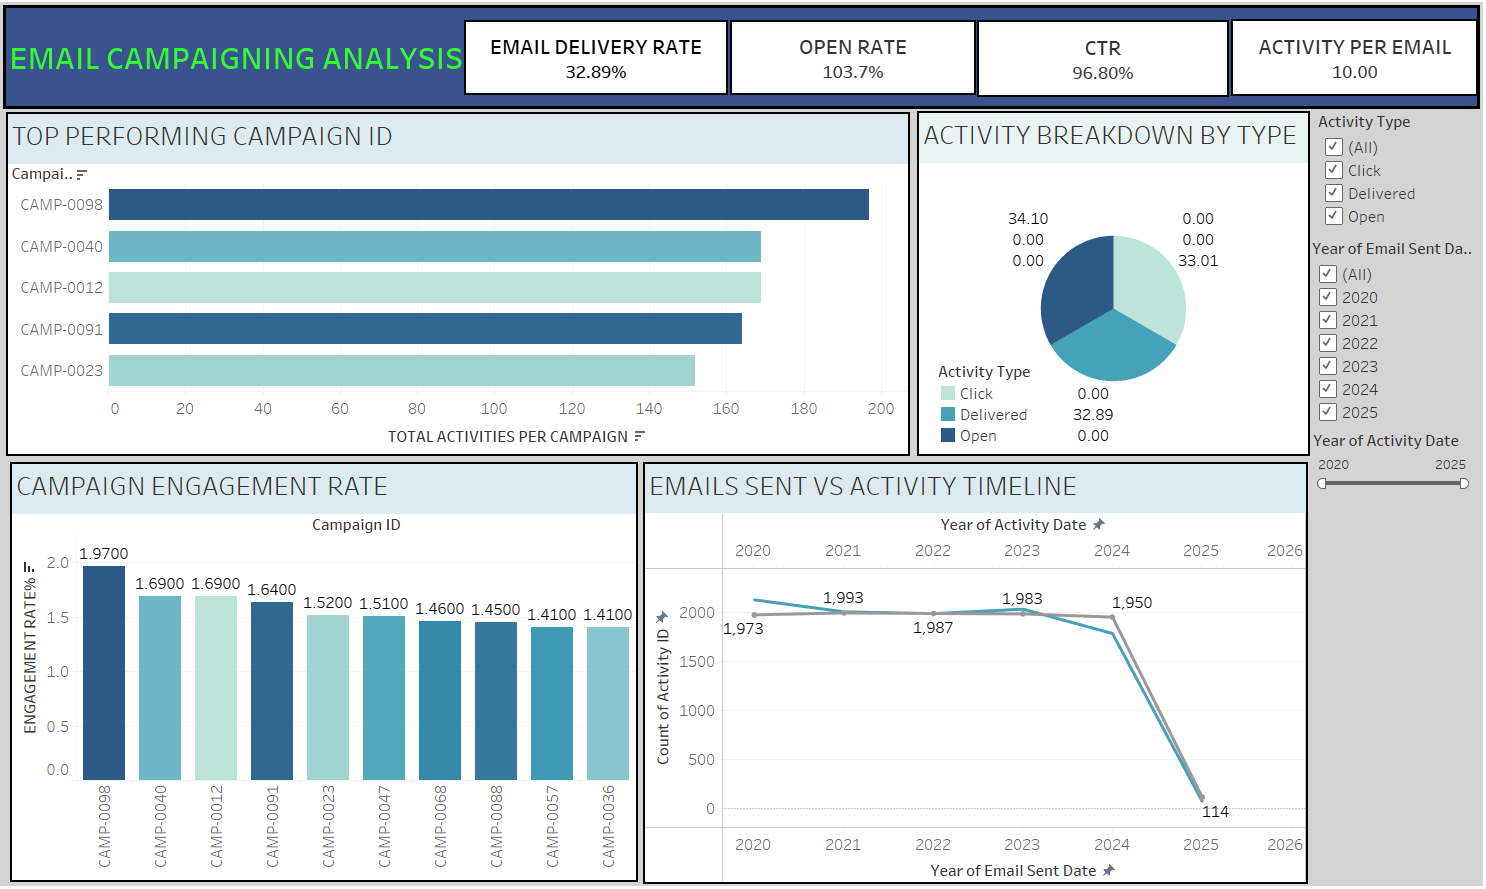 EMAIL CAMPAIGNING ANALYSIS
EMAIL DELIVERY RATE
32.89%
OPEN RATE
103.7%
CTR
96.80%
ACTIVITY PER EMAIL
10.00
TOP PERFORMING CAMPAIGN ID
Campai..
CAMP-0098
CAMP-0040
CAMP-0012
CAMP-0091
CAMP-0023
0 20 40 60 80 100 120 140 160 180 200
TOTAL ACTIVITIES PER CAMPAIGN
ACTIVITY BREAKDOWN BY TYPE
34.10
0.00
0.00
0.00
0.00
33.01
Activity Type
Click
Delivered
Open
0.00
32.89
0.00
Activity Type
(All)
Click
Delivered
Open
Year of Email Sent Da..
(All)
2020
2021
2022
2023
2024
2025
Year of Activity Date
2020 2025
CAMPAIGN ENGAGEMENT RATE
Campaign ID
ENGAGEMENT RATE%
2.0
1.5
1.0
0.5
0.0
1.9700
1.6900
1.6900
1.6400
1.5200
1.5100
1.4600
1.4500
1.4100
1.4100
CAMP-0098
CAMP-0040
CAMP-0012
CAMP-0091
CAMP-0023
CAMP-0047
CAMP-0068
CAMP-0088
CAMP-0057
CAMP-0036
EMAILS SENT VS ACTIVITY TIMELINE
Year of Activity Date
2020 2021 2022 2023 2024 2025 2026
Count of Activity ID
2000
1500
1000
500
0
1,973
1,993
1,987
1,983
1,950
114
2020 2021 2022 2023 2024 2025 2026
Year of Email Sent Date